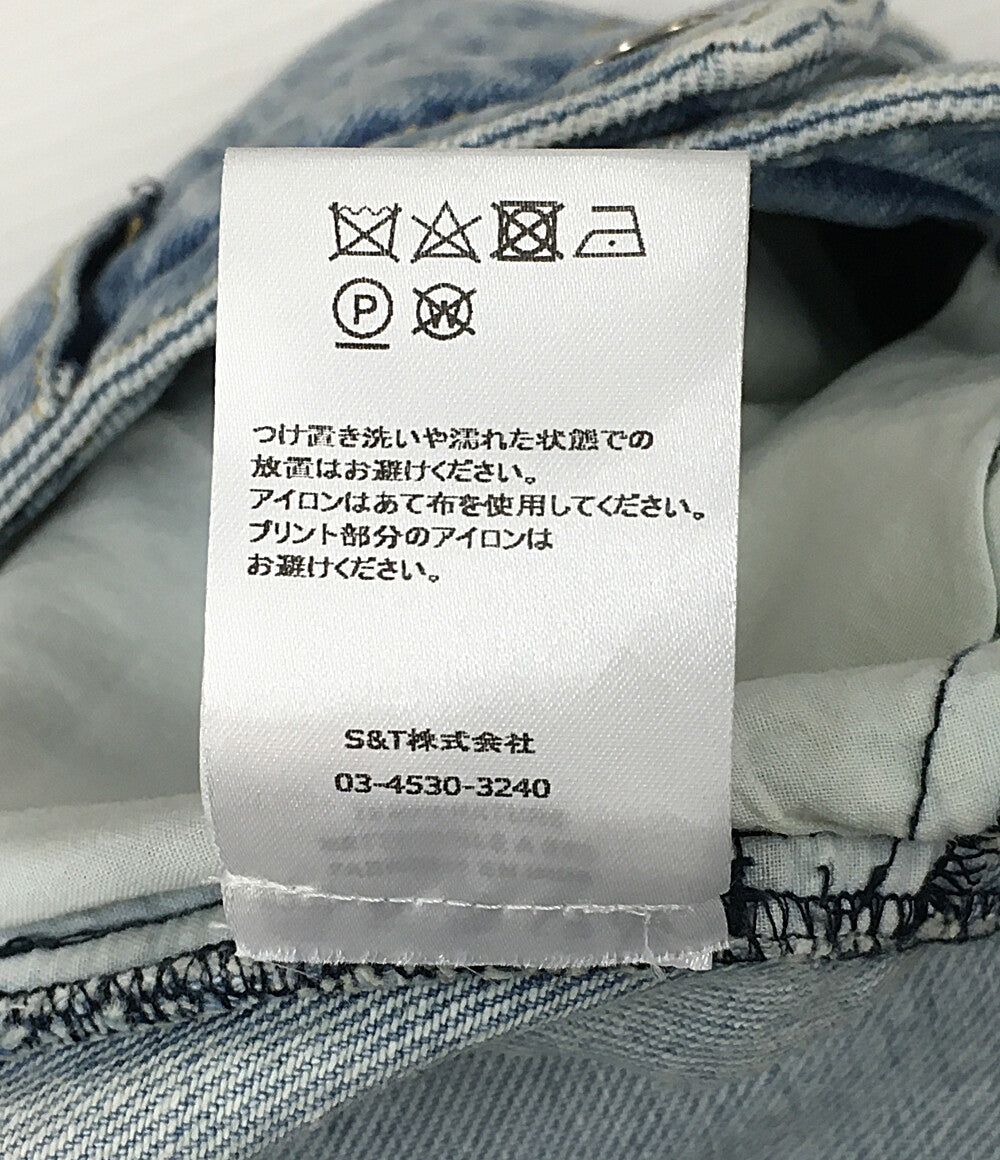 P W
つけ置き洗いや濡れた状態での
放置はお避けください。
アイロンはあて布を使用してください。
プリント部分のアイロンは
お避けください。
S&T株式会社
03-4530-3240